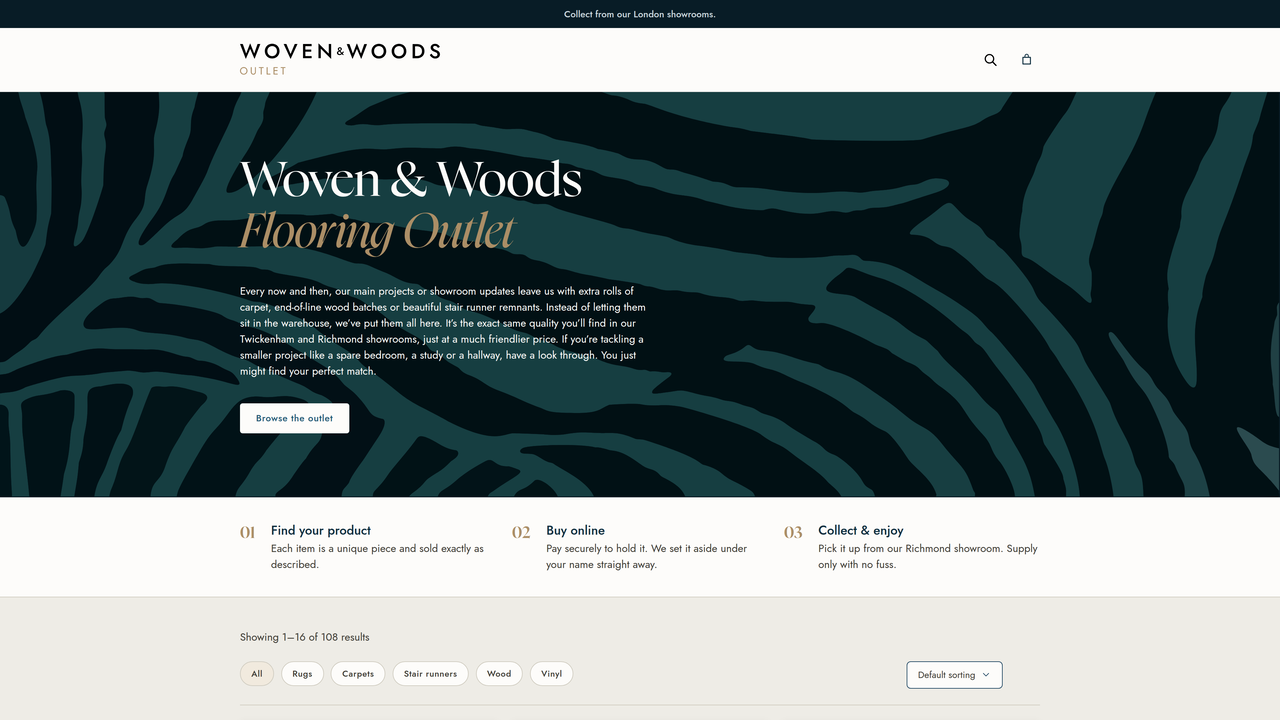 Collect from our London showrooms.
WOVEN&WOODS
OUTLET
Woven & Woods
Flooring Outlet
Every now and then, our main projects or showroom updates leave us with extra rolls of
carpet, end-of-line wood batches or beautiful stair runner remnants. Instead of letting them
sit in the warehouse, we've put them all here. It's the exact same quality you'll find in our
Twickenham and Richmond showrooms, just at a much friendlier price. If you're tackling a
smaller project like a spare bedroom, a study or a hallway, have a look through. You just
might find your perfect match.
Browse the outlet
01
Find your product
Each item is a unique piece and sold exactly as
described.
02
Buy online
Pay securely to hold it. We set it aside under
your name straight away.
03
Collect & enjoy
Pick it up from our Richmond showroom. Supply
only with no fuss.
Showing 1–16 of 108 results
All
Rugs
Carpets
Stair runners
Wood
Vinyl
Default sorting